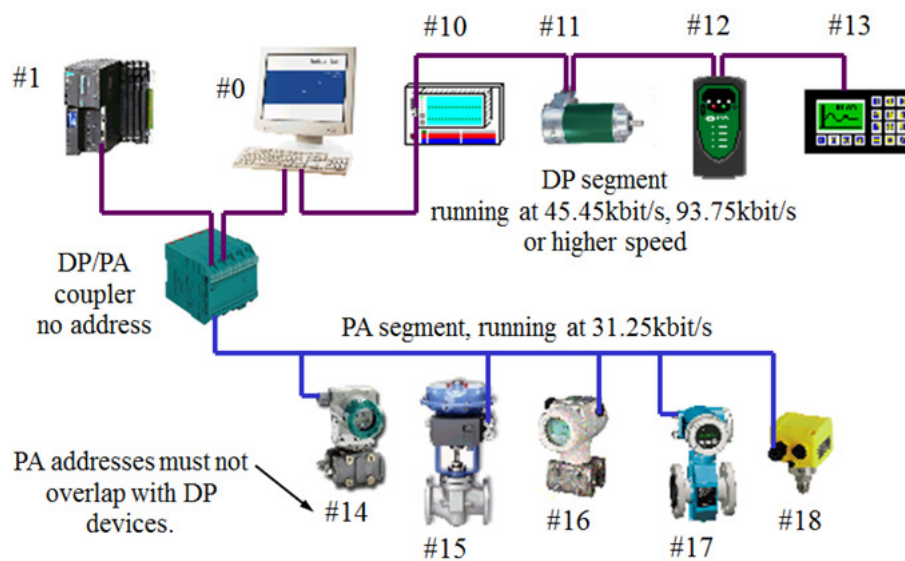 #10
#11
#12
#13
#1
#0
DP segment
running at 45.45kbit/s, 93.75kbit/s
or higher speed
DP/PA
coupler
no address
PA segment, running at 31.25kbit/s
PA addresses must not
overlap with DP
devices.
#14
#15
#16
#17
#18